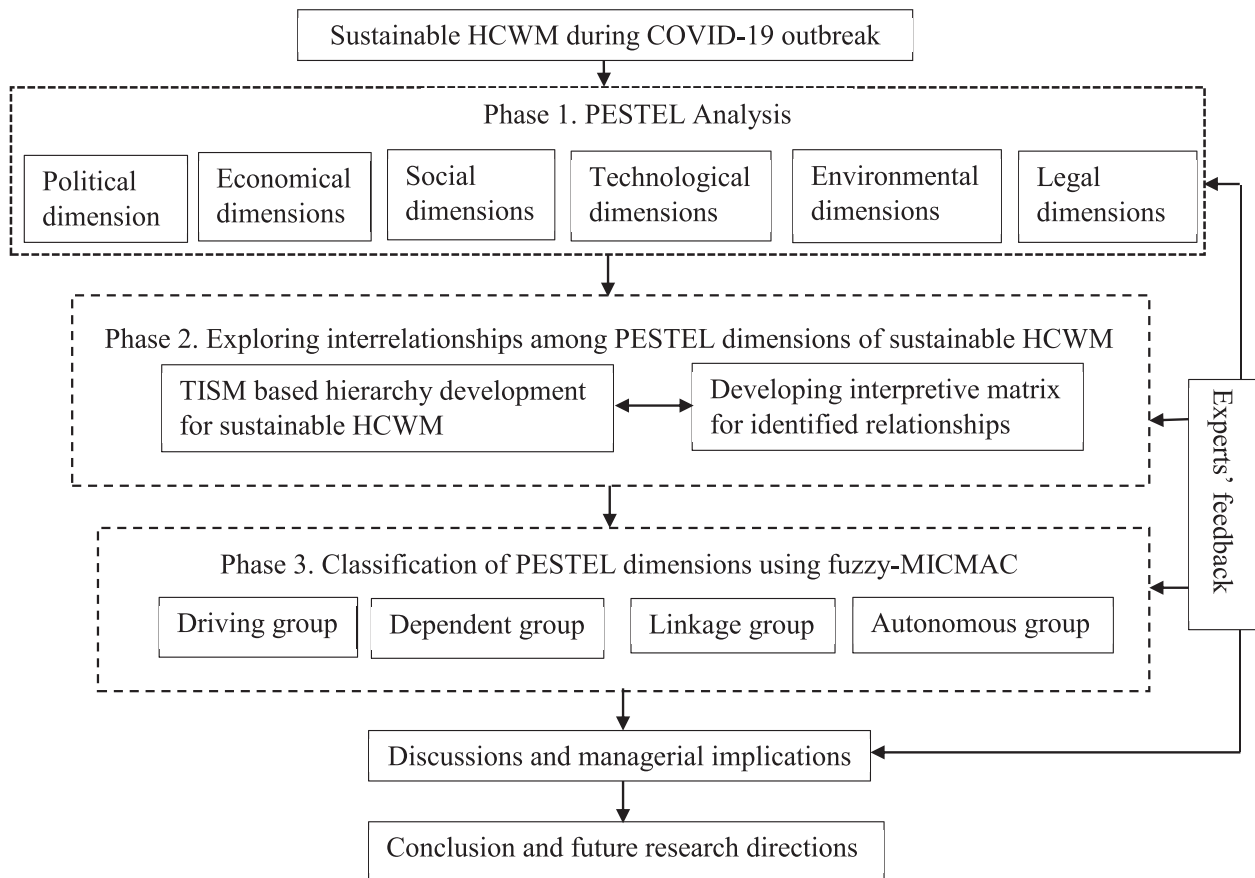 Sustainable HCWM during COVID-19 outbreak
Phase 1. PESTEL Analysis
Political
dimension
Economical
dimensions
Social
dimensions
Technological
dimensions
Environmental
dimensions
Legal
dimensions
Phase 2. Exploring interrelationships among PESTEL dimensions of sustainable HCWM
TISM based hierarchy development
for sustainable HCWM
Developing interpretive matrix
for identified relationships
Experts’ feedback
Phase 3. Classification of PESTEL dimensions using fuzzy-MICMAC
Driving group
Dependent group
Linkage group
Autonomous group
Discussions and managerial implications
Conclusion and future research directions